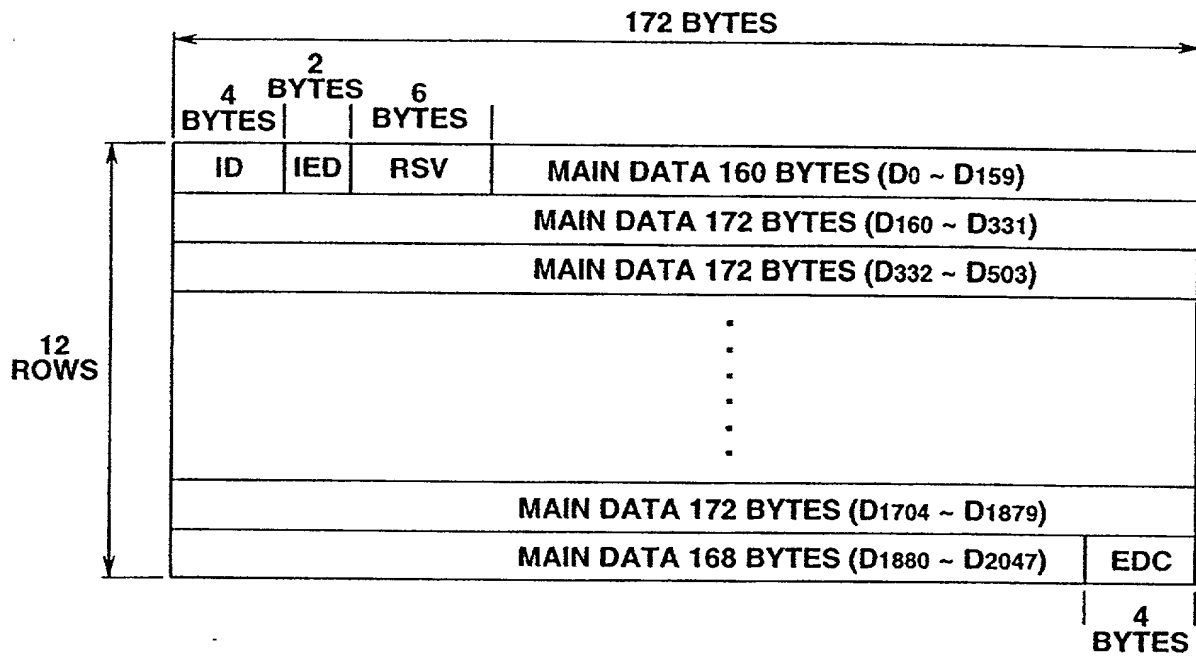 172 BYTES
2
BYTES
4
BYTES
6
BYTES
ID IED RSV MAIN DATA 160 BYTES (D0 ~ D159)
MAIN DATA 172 BYTES (D160 ~ D331)
MAIN DATA 172 BYTES (D332 ~ D503)
12
ROWS
MAIN DATA 172 BYTES (D1704 ~ D1879)
MAIN DATA 168 BYTES (D1880 ~ D2047) EDC
4
BYTES